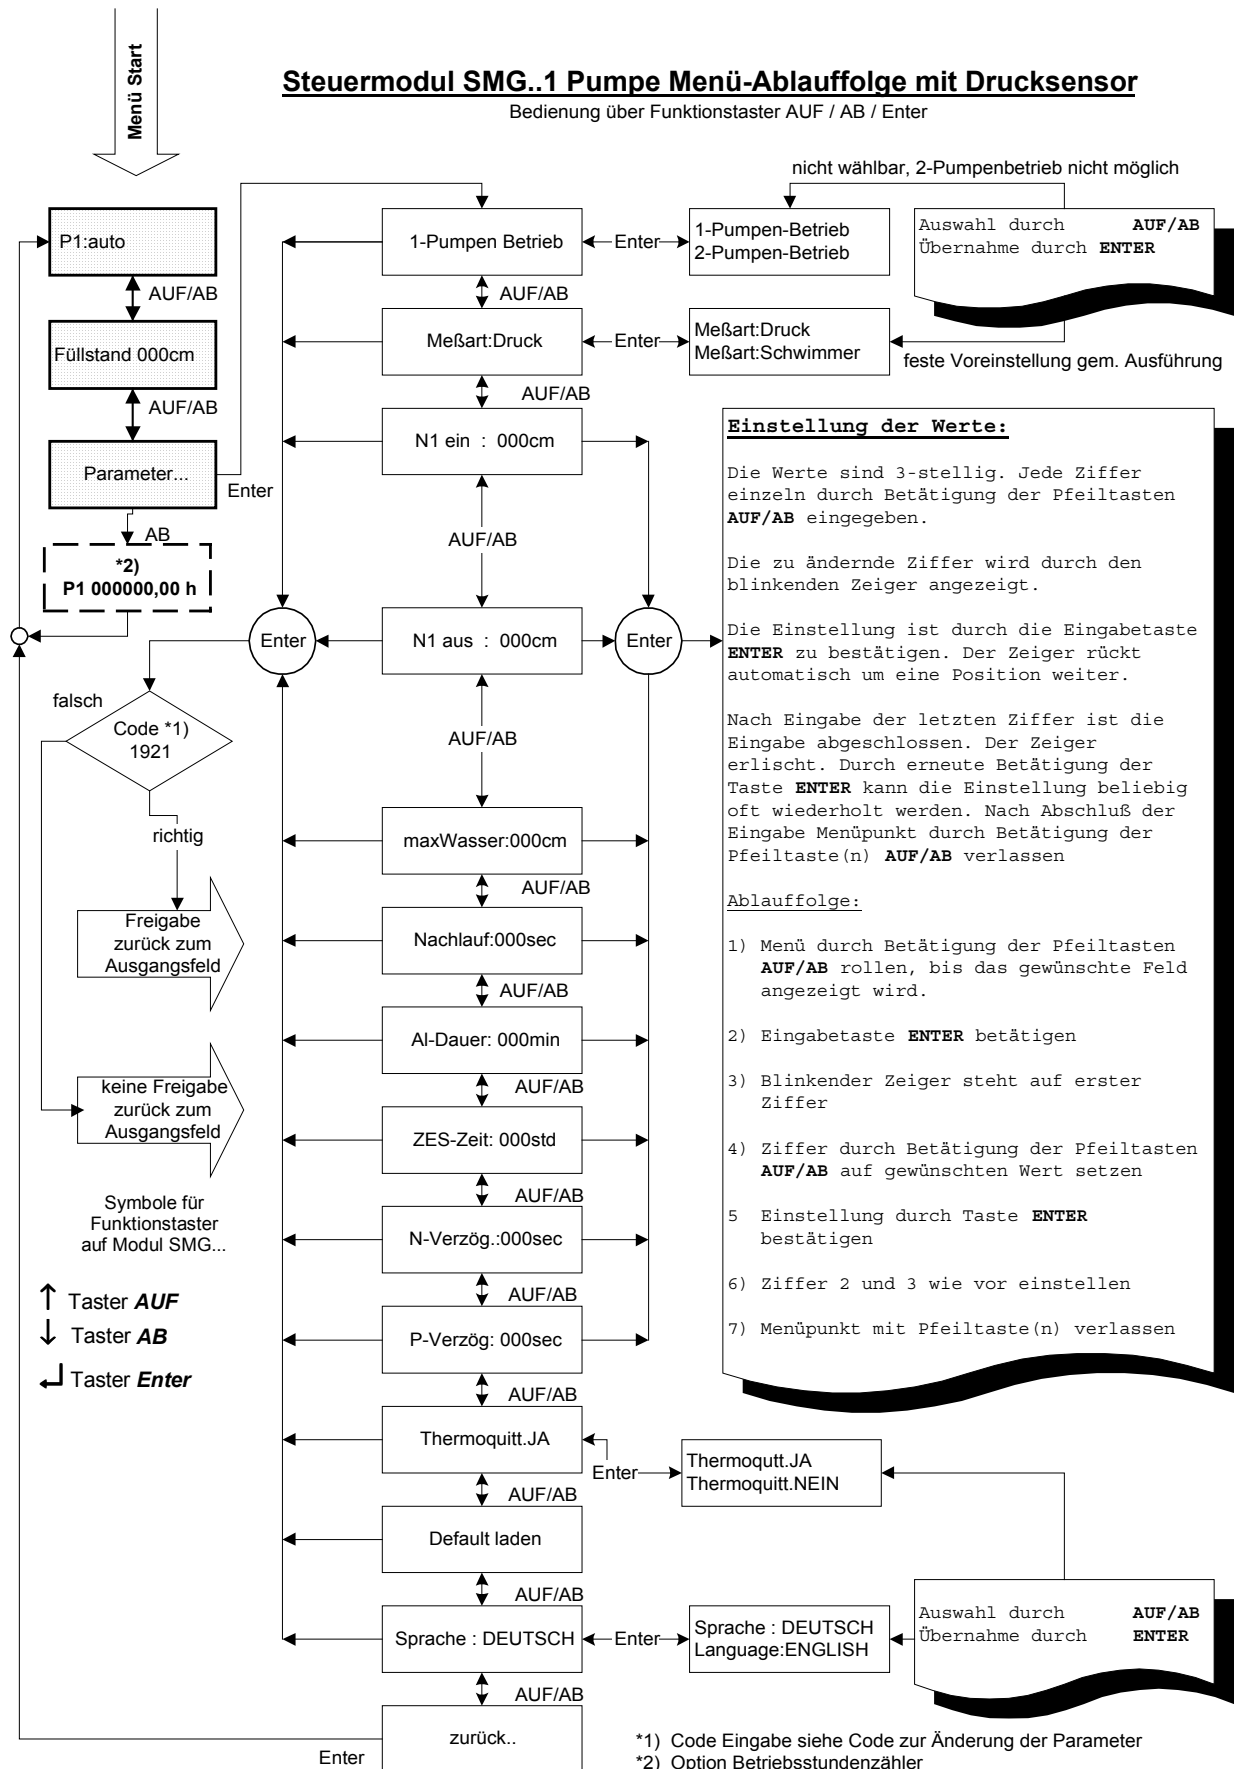 Menü Start
Steuermodul SMG..1 Pumpe Menü-Ablauffolge mit Drucksensor
Bedienung über Funktionstaster AUF / AB / Enter
nicht wählbar, 2-Pumpenbetrieb nicht möglich
P1:auto
AUF/AB
Füllstand 000cm
AUF/AB
Parameter...
Enter
AB
*2)
P1 000000,00 h
1-Pumpen Betrieb
Enter
1-Pumpen-Betrieb
2-Pumpen-Betrieb
Auswahl durch AUF/AB
Übernahme durch ENTER
AUF/AB
Meßart:Druck
Enter
Meßart:Druck
Meßart:Schwimmer
feste Voreinstellung gem. Ausführung
AUF/AB
N1 ein : 000cm
AUF/AB
Enter
N1 aus : 000cm
Enter
falsch
Code *1)
1921
richtig
AUF/AB
Freigabe
zurück zum
Ausgangsfeld
keine Freigabe
zurück zum
Ausgangsfeld
Symbole für
Funktionstaster
auf Modul SMG...
↑ Taster AUF
↓ Taster AB
↵ Taster Enter
maxWasser:000cm
AUF/AB
Nachlauf:000sec
AUF/AB
Al-Dauer: 000min
AUF/AB
ZES-Zeit: 000std
AUF/AB
N-Verzög.:000sec
AUF/AB
P-Verzög: 000sec
AUF/AB
Einstellung der Werte:
Die Werte sind 3-stellig. Jede Ziffer
einzeln durch Betätigung der Pfeiltasten
AUF/AB eingegeben.
Die zu ändernde Ziffer wird durch den
blinkenden Zeiger angezeigt.
Die Einstellung ist durch die Eingabetaste
ENTER zu bestätigen. Der Zeiger rückt
automatisch um eine Position weiter.
Nach Eingabe der letzten Ziffer ist die
Eingabe abgeschlossen. Der Zeiger
erlischt. Durch erneute Betätigung der
Taste ENTER kann die Einstellung beliebig
oft wiederholt werden. Nach Abschluß der
Eingabe Menüpunkt durch Betätigung der
Pfeiltaste(n) AUF/AB verlassen
Ablauffolge:
1) Menü durch Betätigung der Pfeiltasten
AUF/AB rollen, bis das gewünschte Feld
angezeigt wird.
2) Eingabetaste ENTER betätigen
3) Blinkender Zeiger steht auf erster
Ziffer
4) Ziffer durch Betätigung der Pfeiltasten
AUF/AB auf gewünschten Wert setzen
5 Einstellung durch Taste ENTER
bestätigen
6) Ziffer 2 und 3 wie vor einstellen
7) Menüpunkt mit Pfeiltaste(n) verlassen
Thermoquitt.JA
Enter
Thermoqutt.JA
Thermoquitt.NEIN
AUF/AB
Default laden
AUF/AB
Sprache : DEUTSCH
Enter
Sprache : DEUTSCH
Language:ENGLISH
Auswahl durch AUF/AB
Übernahme durch ENTER
AUF/AB
zurück..
Enter
*1) Code Eingabe siehe Code zur Änderung der Parameter
*2) Option Betriebsstundenzähler